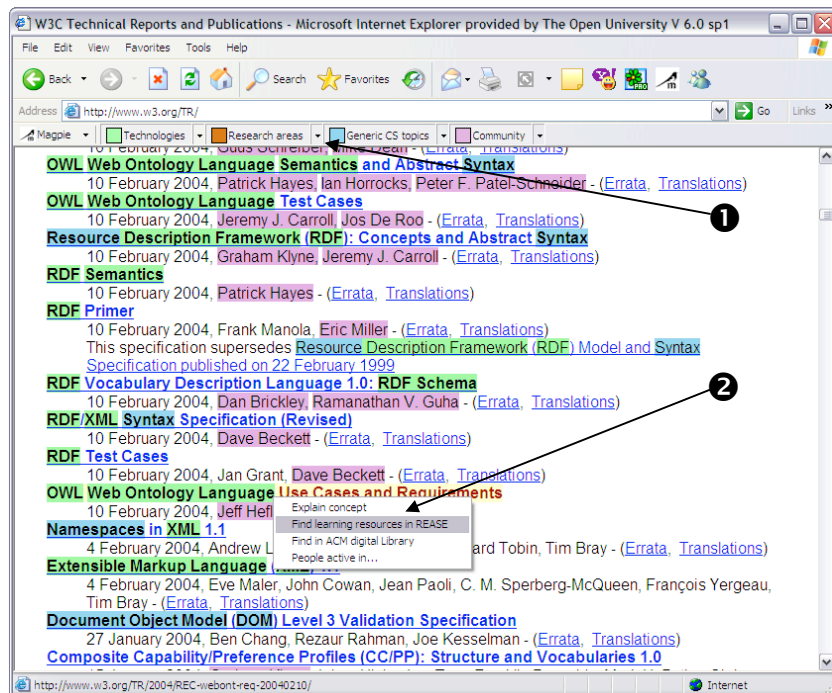 W3C Technical Reports and Publications - Microsoft Internet Explorer provided by The Open University V 6.0 sp1
File Edit View Favorites Tools Help
Back Search Favorites
Address http://www.w3.org/TR/ Go Links »
Magpie Technologies Research areas Generic CS topics Community
10 February 2004, Guus Schreiber, Mike Dean - (Errata, Translations)
OWL Web Ontology Language Semantics and Abstract Syntax
10 February 2004, Patrick Hayes, Ian Horrocks, Peter F. Patel-Schneider - (Errata, Translations)
OWL Web Ontology Language Test Cases
10 February 2004, Jeremy J. Carroll, Jos De Roo - (Errata, Translations)
❶
Resource Description Framework (RDF): Concepts and Abstract Syntax
10 February 2004, Graham Klyne, Jeremy J. Carroll - (Errata, Translations)
RDF Semantics
10 February 2004, Patrick Hayes - (Errata, Translations)
RDF Primer
10 February 2004, Frank Manola, Eric Miller - (Errata, Translations)
This specification supersedes Resource Description Framework (RDF) Model and Syntax
Specification published on 22 February 1999
RDF Vocabulary Description Language 1.0: RDF Schema
❷
10 February 2004, Dan Brickley, Ramanathan V. Guha - (Errata, Translations)
RDF/XML Syntax Specification (Revised)
10 February 2004, Dave Beckett - (Errata, Translations)
RDF Test Cases
10 February 2004, Jan Grant, Dave Beckett - (Errata, Translations)
OWL Web Ontology Language Use Cases and Requirements
10 February 2004, Jeff Hefl
Explain concept
Find learning resources in REASE
Find in ACM digital Library
People active in...
Namespaces in XML 1.1
4 February 2004, Andrew L ard Tobin, Tim Bray - (Errata, Translations)
Extensible Markup Language
4 February 2004, Eve Maler, John Cowan, Jean Paoli, C. M. Sperberg-McQueen, François Yergeau,
Tim Bray - (Errata, Translations)
Document Object Model (DOM) Level 3 Validation Specification
27 January 2004, Ben Chang, Rezaur Rahman, Joe Kesselman - (Errata, Translations)
Composite Capability/Preference Profiles (CC/PP): Structure and Vocabularies 1.0
http://www.w3.org/TR/2004/REC-webont-req-20040210/ Internet